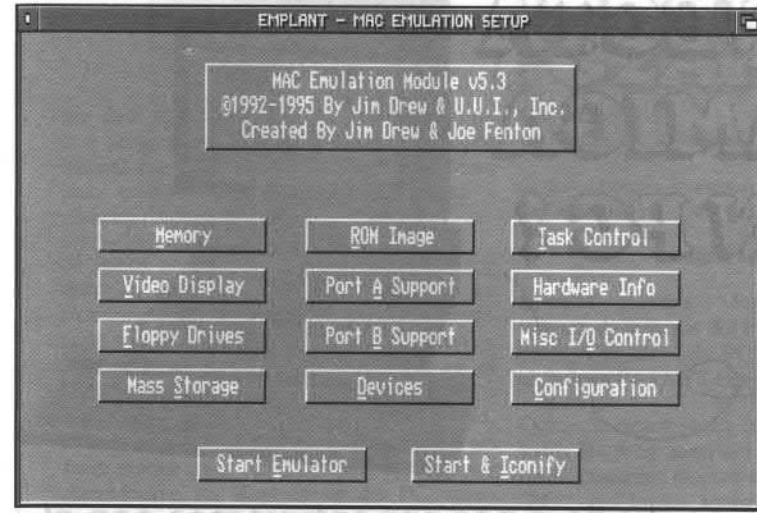 EMPLANT – MAC EMULATION SETUP
MAC Emulation Module v5.3
©1992-1995 By Jim Drew & U.U.I., Inc.
Created By Jim Drew & Joe Fenton
Memory
ROM Image
Task Control
Video Display
Port A Support
Hardware Info
Floppy Drives
Port B Support
Misc I/O Control
Mass Storage
Devices
Configuration
Start Emulator
Start & Iconify